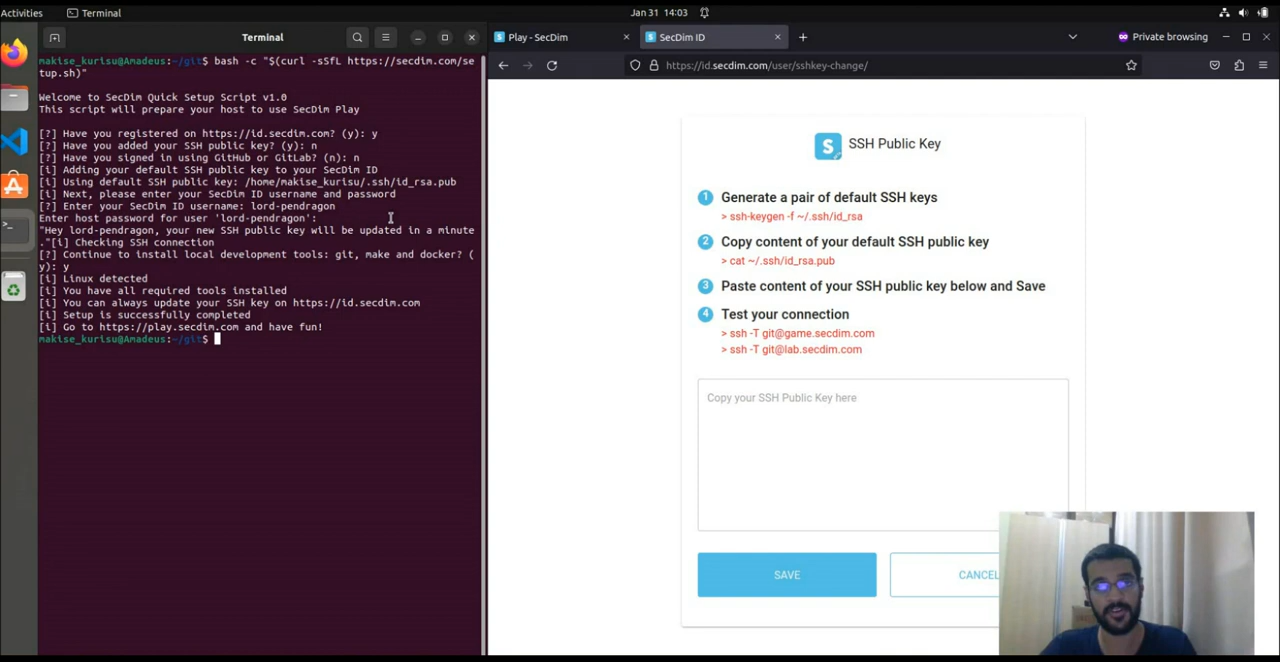 Activities
Terminal
Jan 31 14:03
Terminal
makise_kurisu@Amadeus:~/git$ bash -c "$(curl -sSfL https://secdim.com/se
tup.sh)"
Welcome to SecDim Quick Setup Script v1.0
This script will prepare your host to use SecDim Play
[?] Have you registered on https://id.secdim.com? (y): y
[?] Have you added your SSH public key? (y): n
[?] Have you signed in using GitHub or GitLab? (n): n
[i] Adding your default SSH public key to your SecDim ID
[i] Using default SSH public key: /home/makise_kurisu/.ssh/id_rsa.pub
[i] Next, please enter your SecDim ID username and password
[?] Enter your SecDim ID username: lord-pendragon
Enter host password for user 'lord-pendragon':
"Hey lord-pendragon, your new SSH public key will be updated in a minute
."[i] Checking SSH connection
[?] Continue to install local development tools: git, make and docker? (
y): y
[i] Linux detected
[i] You have all required tools installed
[i] You can always update your SSH key on https://id.secdim.com
[i] Setup is successfully completed
[i] Go to https://play.secdim.com and have fun!
makise_kurisu@Amadeus:~/git$
Play - SecDim
SecDim ID
Private browsing
https://id.secdim.com/user/sshkey-change/
S
SSH Public Key
1 Generate a pair of default SSH keys
> ssh-keygen -f ~/.ssh/id_rsa
2 Copy content of your default SSH public key
> cat ~/.ssh/id_rsa.pub
3 Paste content of your SSH public key below and Save
4 Test your connection
> ssh -T git@game.secdim.com
> ssh -T git@lab.secdim.com
Copy your SSH Public Key here
SAVE
CANCEL